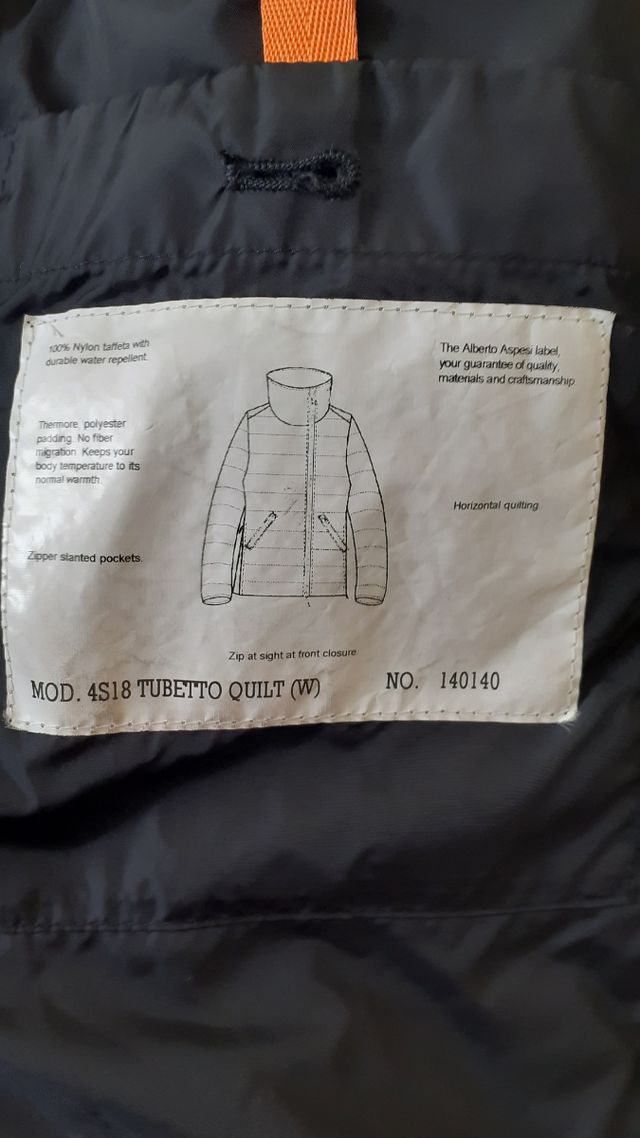 100% Nylon taffeta with
durable water repellent.
The Alberto Aspesi label,
your guarantee of quality,
materials and craftsmanship.
Thermore, polyester
padding. No fiber
migration. Keeps your
body temperature to its
normal warmth.
Horizontal quilting.
Zipper slanted pockets.
Zip at sight at front closure.
MOD. 4S18 TUBETTO QUILT (W) NO. 140140